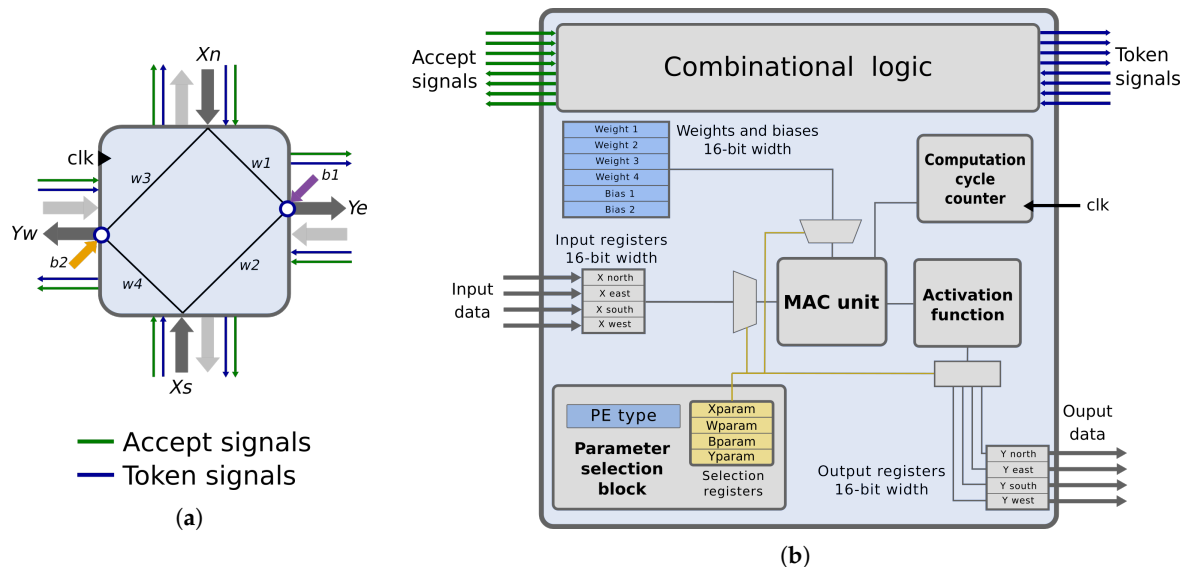 Xn
clk
w3
w1
b1
Ye
Yw
b2
w4
w2
Xs
Accept signals
Token signals
(a)
Accept
signals
Combinational logic
Token
signals
Weight 1
Weight 2
Weight 3
Weight 4
Bias 1
Bias 2
Weights and biases
16-bit width
Computation
cycle
counter
clk
Input registers
16-bit width
Input
data
X north
X east
X south
X west
MAC unit
Activation
function
PE type
Parameter
selection
block
Xparam
Wparam
Bparam
Yparam
Selection
registers
Output registers
16-bit width
Ouput
data
Y north
Y east
Y south
Y west
(b)